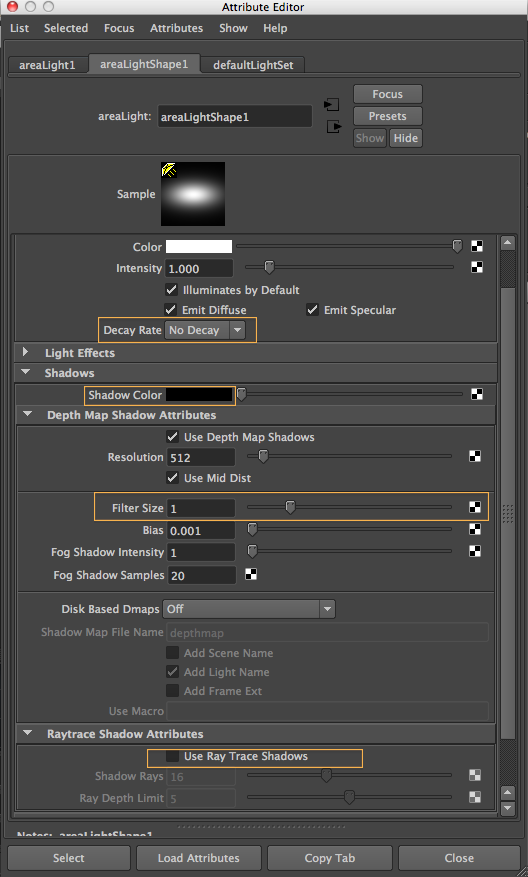 Attribute Editor
List Selected Focus Attributes Show Help
areaLight1 areaLightShape1 defaultLightSet
Focus
areaLight: areaLightShape1
Presets
Show Hide
Sample
Color
Intensity 1.000
Illuminates by Default
Emit Diffuse Emit Specular
Decay Rate No Decay
Light Effects
Shadows
Shadow Color
Depth Map Shadow Attributes
Use Depth Map Shadows
Resolution 512
Use Mid Dist
Filter Size 1
Bias 0.001
Fog Shadow Intensity 1
Fog Shadow Samples 20
Disk Based Dmaps Off
Shadow Map File Name depthmap
Add Scene Name
Add Light Name
Add Frame Ext
Use Macro
Raytrace Shadow Attributes
Use Ray Trace Shadows
Shadow Rays 16
Ray Depth Limit 5
Notes: areaLightShape1
Select Load Attributes Copy Tab Close